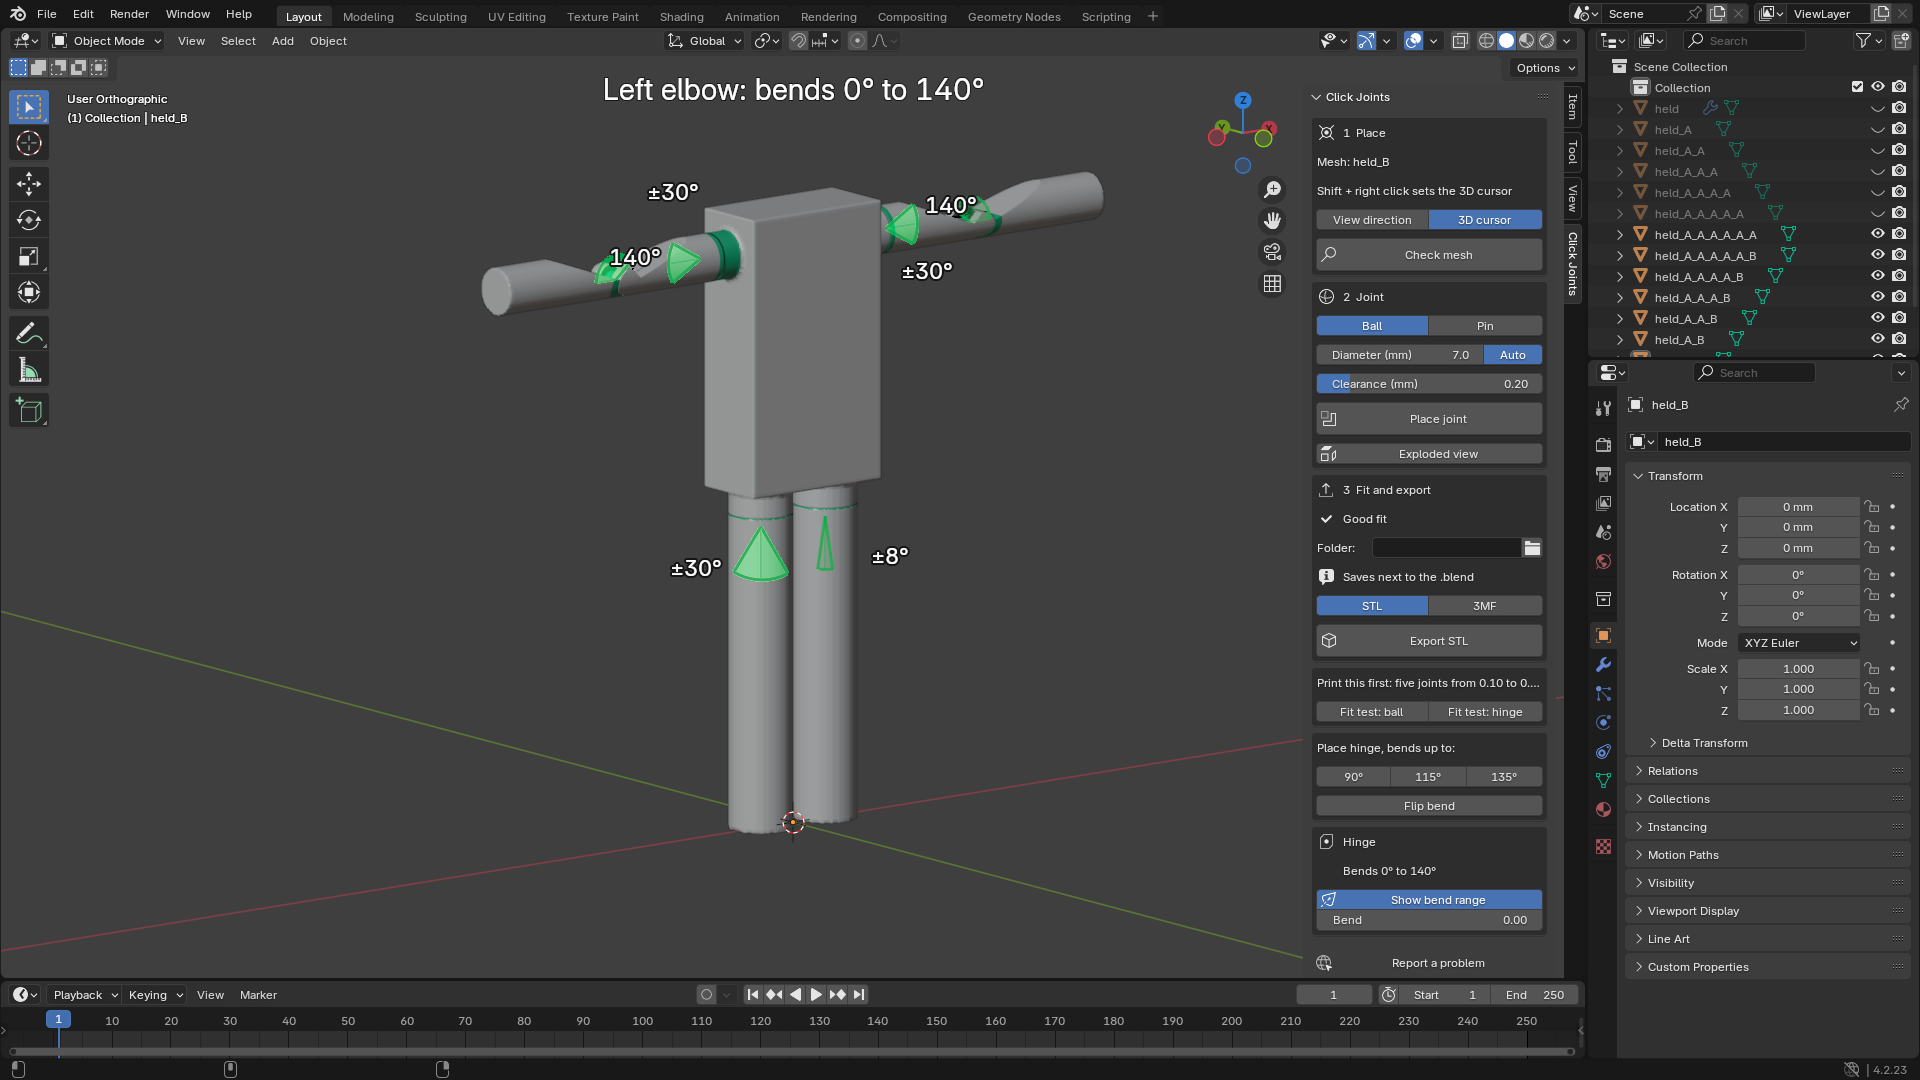 File Edit Render Window Help Layout Modeling Sculpting UV Editing Texture Paint Shading Animation Rendering Compositing Geometry Nodes Scripting + Scene ViewLayer
Object Mode View Select Add Object Global Search
Options
User Orthographic
(1) Collection | held_B
Left elbow: bends 0° to 140°
±30°
140°
140°
±30°
±30°
±8°
Z
Y
X
Click Joints
1 Place
Mesh: held_B
Shift + right click sets the 3D cursor
View direction 3D cursor
Check mesh
2 Joint
Ball Pin
Diameter (mm) 7.0 Auto
Clearance (mm) 0.20
Place joint
Exploded view
3 Fit and export
Good fit
Folder:
Saves next to the .blend
STL 3MF
Export STL
Print this first: five joints from 0.10 to 0....
Fit test: ball Fit test: hinge
Place hinge, bends up to:
90° 115° 135°
Flip bend
Hinge
Bends 0° to 140°
Show bend range
Bend 0.00
Report a problem
Item
Tool
View
Click Joints
Scene Collection
Collection
held
held_A
held_A_A
held_A_A_A
held_A_A_A_A
held_A_A_A_A_A
held_A_A_A_A_A_A
held_A_A_A_A_A_B
held_A_A_A_A_B
held_A_A_A_B
held_A_A_B
held_A_B
Search
held_B
held_B
Transform
Location X 0 mm
Y 0 mm
Z 0 mm
Rotation X 0°
Y 0°
Z 0°
Mode XYZ Euler
Scale X 1.000
Y 1.000
Z 1.000
Delta Transform
Relations
Collections
Instancing
Motion Paths
Visibility
Viewport Display
Line Art
Custom Properties
Playback Keying View Marker 1 Start 1 End 250
1 10 20 30 40 50 60 70 80 90 100 110 120 130 140 150 160 170 180 190 200 210 220 230 240 250
4.2.23